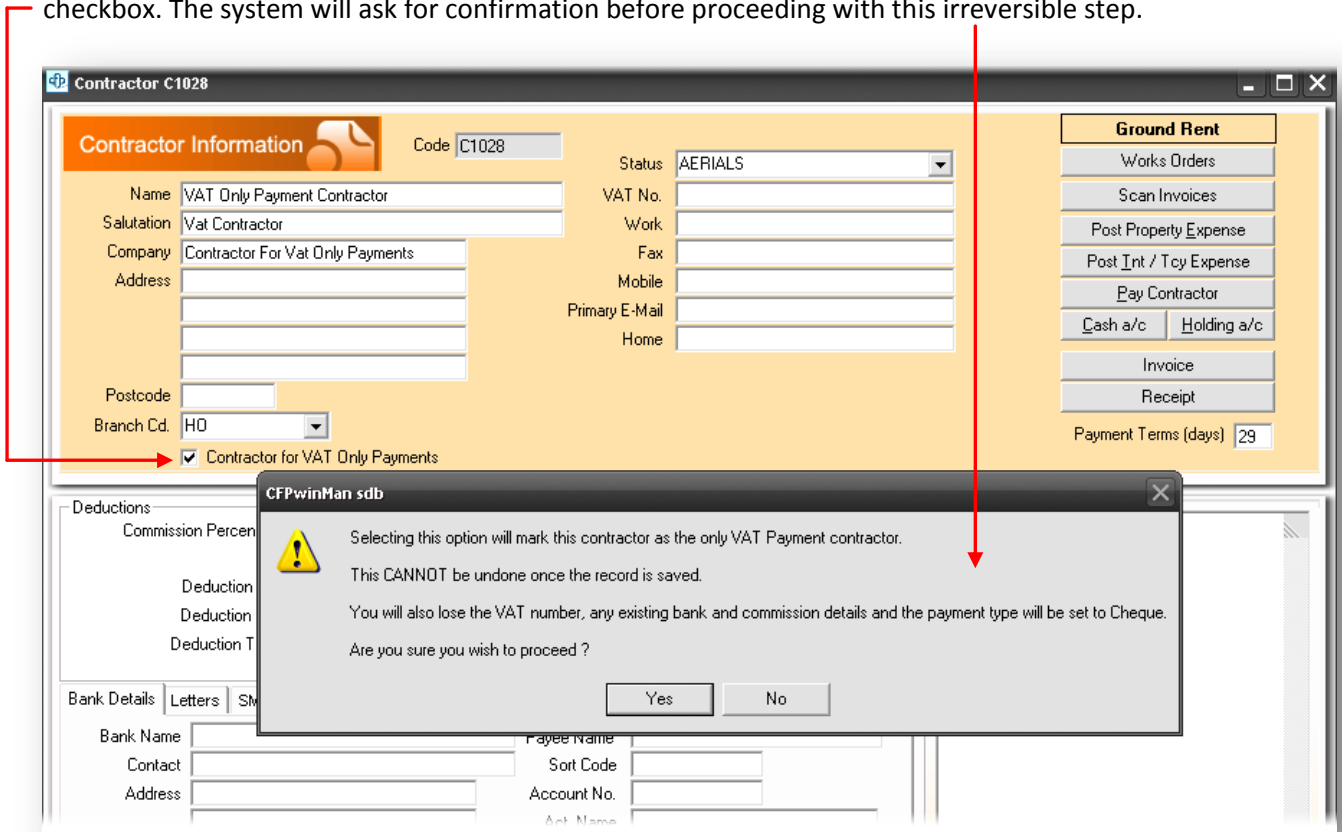 checkbox. The system will ask for confirmation before proceeding with this irreversible step.
Contractor C1028
Contractor Information
Code C1028
Name VAT Only Payment Contractor
Salutation Vat Contractor
Company Contractor For Vat Only Payments
Address
Postcode
Branch Cd. HO
Contractor for VAT Only Payments
Status AERIALS
VAT No.
Work
Fax
Mobile
Primary E-Mail
Home
Ground Rent
Works Orders
Scan Invoices
Post Property Expense
Post Tnt / Tcy Expense
Pay Contractor
Cash a/c Holding a/c
Invoice
Receipt
Payment Terms (days) 29
CFPwinMan sdb
Selecting this option will mark this contractor as the only VAT Payment contractor.
This CANNOT be undone once the record is saved.
You will also lose the VAT number, any existing bank and commission details and the payment type will be set to Cheque.
Are you sure you wish to proceed ?
Yes No
Deductions
Commission Percen
Deduction
Deduction
Deduction T
Bank Details Letters SM
Bank Name
Contact
Address
Payee Name
Sort Code
Account No.
Act. Name